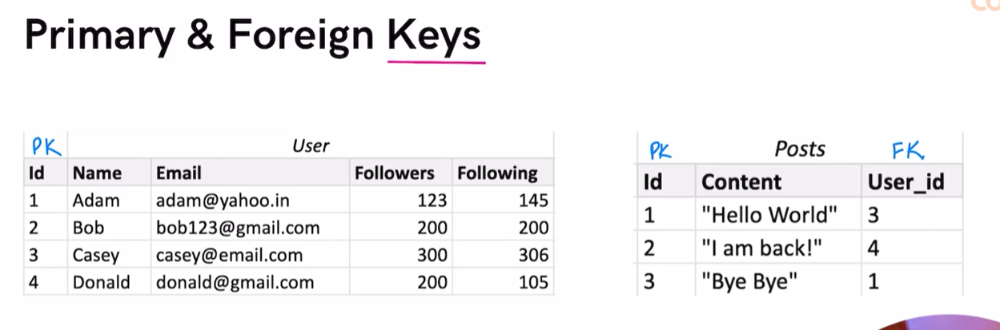 Primary & Foreign Keys
PK User
Id Name Email Followers Following
1 Adam adam@yahoo.in 123 145
2 Bob bob123@gmail.com 200 200
3 Casey casey@email.com 300 306
4 Donald donald@gmail.com 200 105
PK Posts FK
Id Content User_id
1 "Hello World" 3
2 "I am back!" 4
3 "Bye Bye" 1